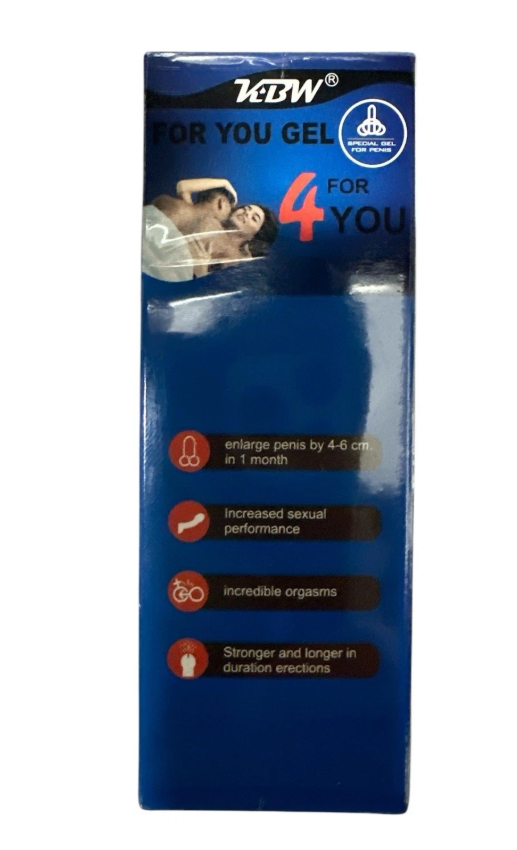 KBW®
FOR YOU GEL
SPECIAL GEL
FOR PENIS
4 FOR
YOU
enlarge penis by 4-6 cm.
in 1 month
Increased sexual
performance
incredible orgasms
Stronger and longer in
duration erections